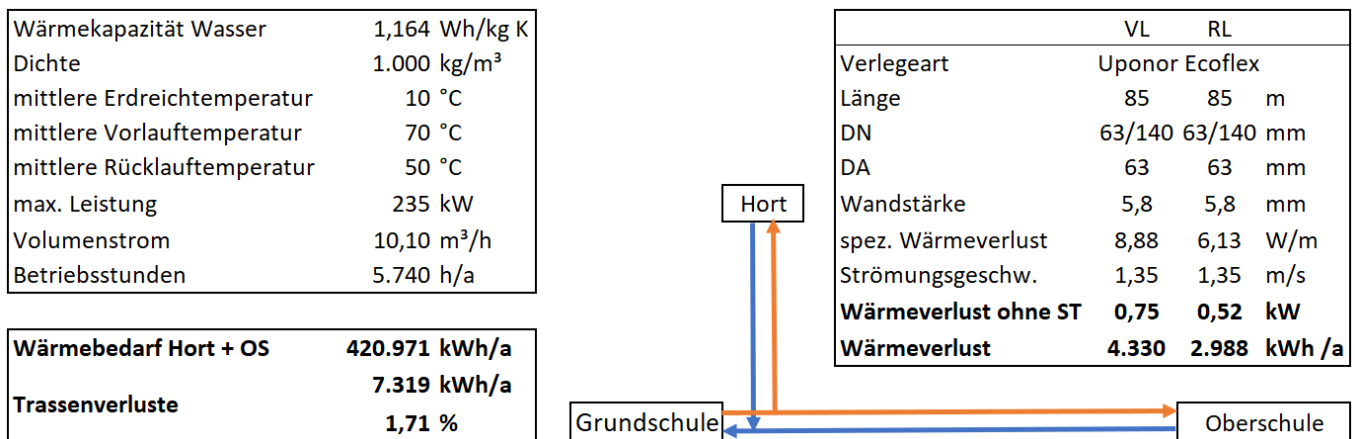 Wärmekapazität Wasser 1,164 Wh/kg K
Dichte 1.000 kg/m³
mittlere Erdreichtemperatur 10 °C
mittlere Vorlauftemperatur 70 °C
mittlere Rücklauftemperatur 50 °C
max. Leistung 235 kW
Volumenstrom 10,10 m³/h
Betriebsstunden 5.740 h/a
Wärmebedarf Hort + OS 420.971 kWh/a
7.319 kWh/a
Trassenverluste
1,71 %
Hort
Grundschule
Oberschule
VL RL
Verlegeart Uponor Ecoflex
Länge 85 85 m
DN 63/140 63/140 mm
DA 63 63 mm
Wandstärke 5,8 5,8 mm
spez. Wärmeverlust 8,88 6,13 W/m
Strömungsgeschw. 1,35 1,35 m/s
Wärmeverlust ohne ST 0,75 0,52 kW
Wärmeverlust 4.330 2.988 kWh /a